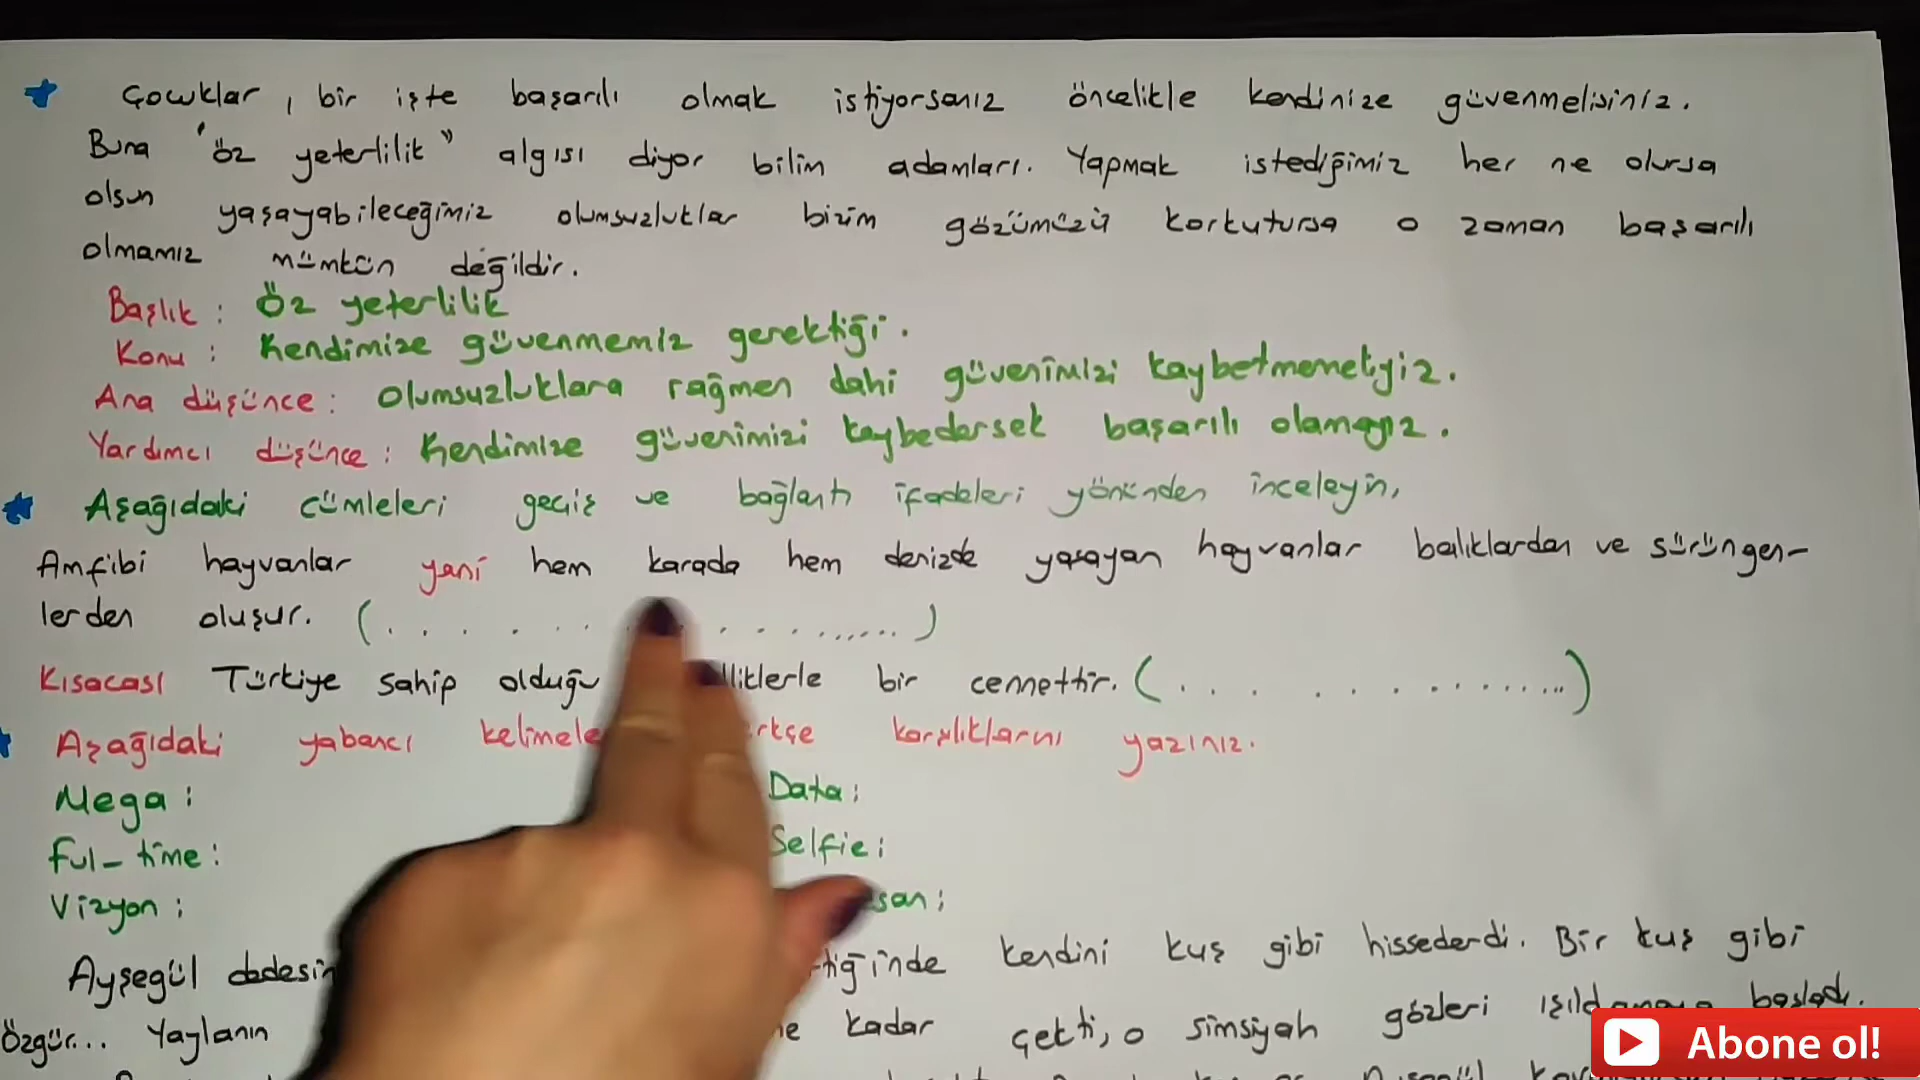 Çocuklar, bir işte başarılı olmak istiyorsanız öncelikle kendinize güvenmelisiniz.
Buna "öz yeterlilik" algısı diyor bilim adamları. Yapmak istediğimiz her ne olursa
olsun yaşayabileceğimiz olumsuzluklar bizim gözümüzü korkutursa o zaman başarılı
olmamız mümkün değildir.
Başlık: Öz yeterlilik
Konu: Kendimize güvenmemiz gerektiği.
Ana düşünce: Olumsuzluklara rağmen dahi güvenimizi kaybetmemeliyiz.
Yardımcı düşünce: Kendimize güvenimizi kaybedersek başarılı olamayız.
Aşağıdaki cümleleri geçiş ve bağlantı ifadeleri yönünden inceleyin,
Amfibi hayvanlar yani hem karada hem denizde yaşayan hayvanlar balıklardan ve sürüngen-
lerden oluşur. (..................)
Kısacası Türkiye sahip olduğu cennettir. bir (..................)
Aşağıdaki yabancı karşılıklarını yazınız.
Mega: Data:
Ful-time: Selfie:
Vizyon:
Ayşegül kendini kuş gibi hissederdi. Bir kuş gibi
özgür... Yaylanın kadar çekti, o simsiyah gözleri ışıldamaya başladı.
Abone ol!